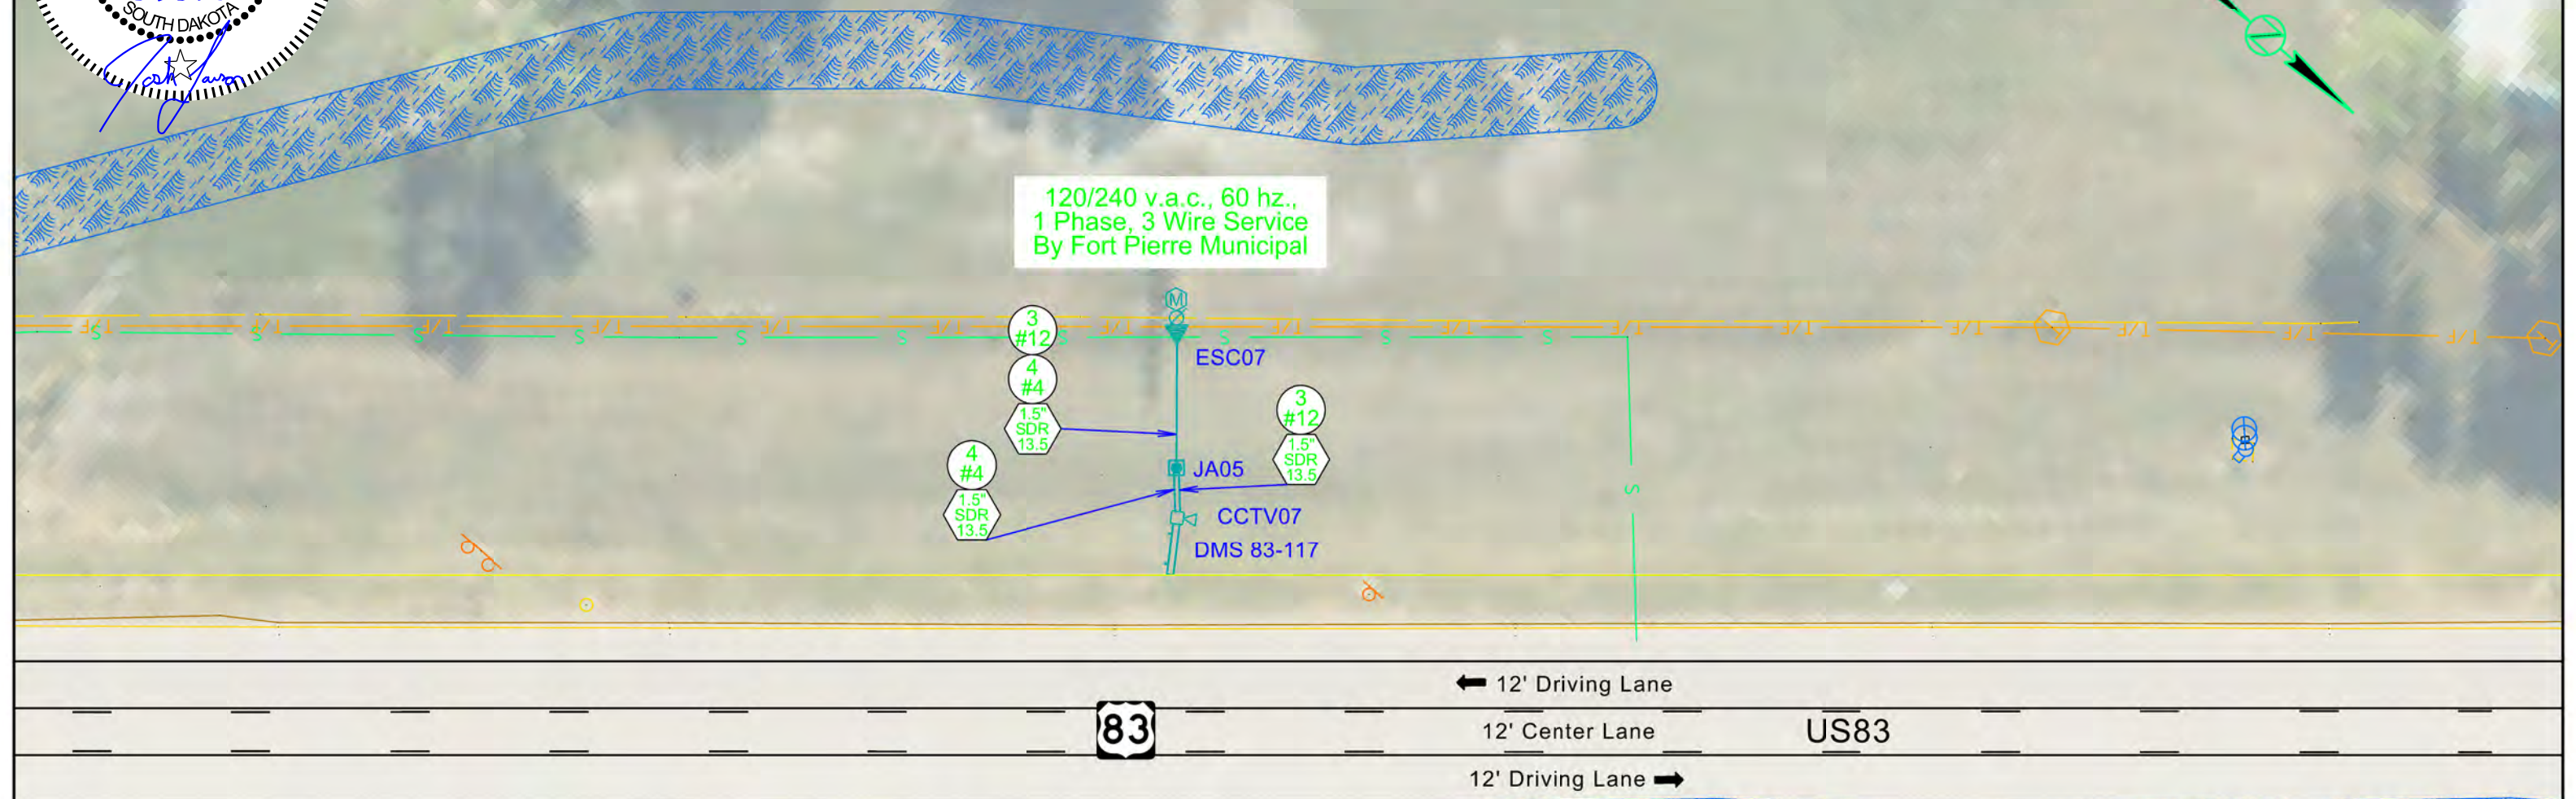 SOUTH DAKOTA
120/240 v.a.c., 60 hz.,
1 Phase, 3 Wire Service
By Fort Pierre Municipal
M
3
#12
4
#4
1.5"
SDR
13.5
ESC07
3
#12
1.5"
SDR
13.5
4
#4
1.5"
SDR
13.5
JA05
CCTV07
DMS 83-117
T/F T/F T/F T/F T/F T/F T/F T/F T/F T/F T/F T/F T/F T/F T/F
S S S S S S S S S S
S
12' Driving Lane
83
12' Center Lane
US83
12' Driving Lane